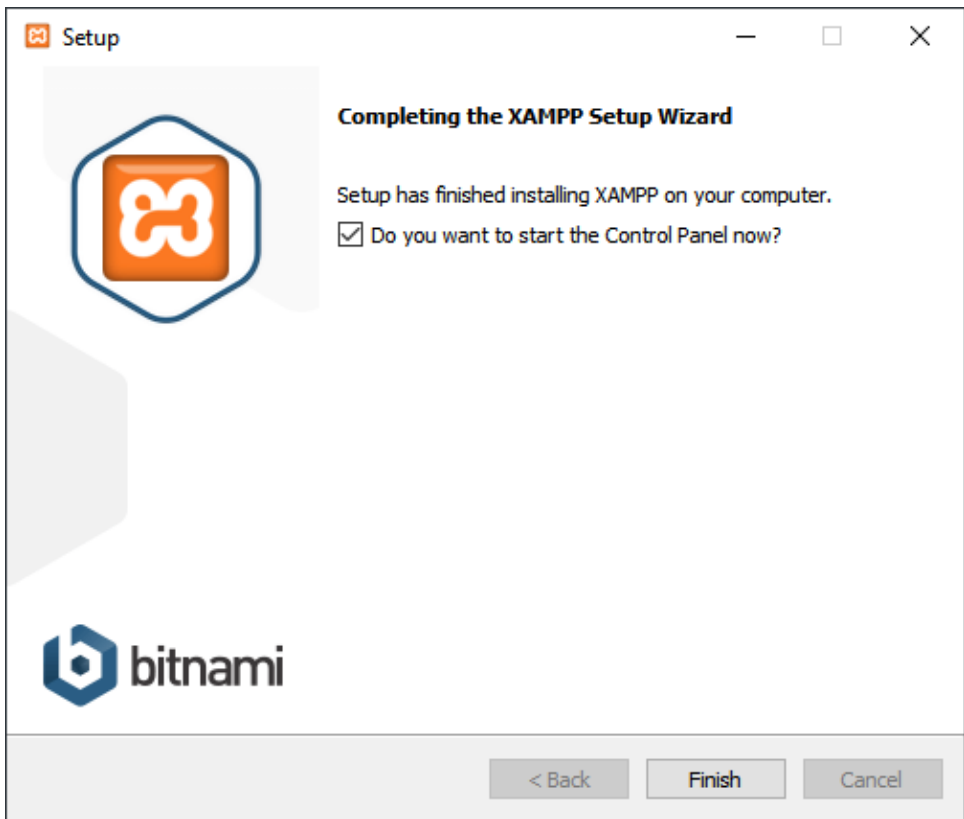 Setup
Completing the XAMPP Setup Wizard
Setup has finished installing XAMPP on your computer.
Do you want to start the Control Panel now?
bitnami
< Back
Finish
Cancel